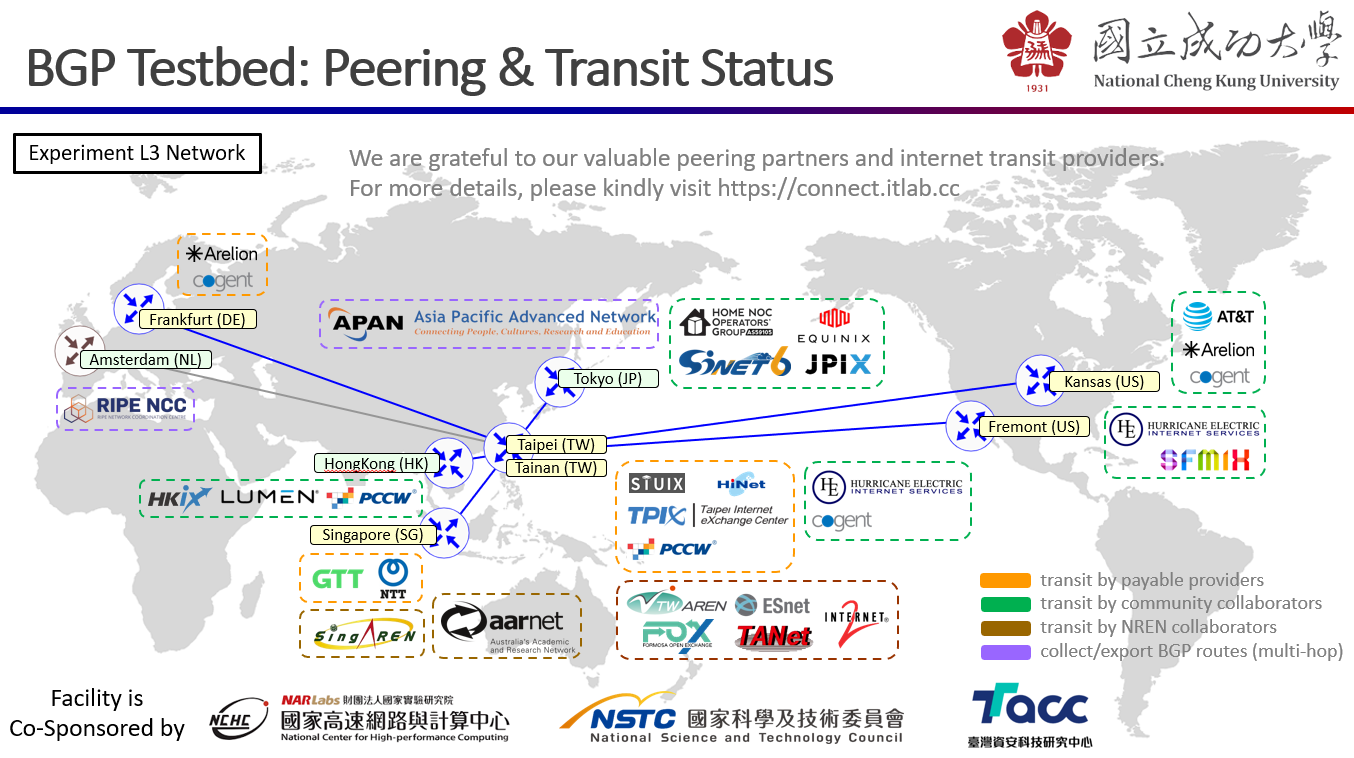 BGP Testbed: Peering & Transit Status
1931
國立成功大學
National Cheng Kung University
Experiment L3 Network
We are grateful to our valuable peering partners and internet transit providers.
For more details, please kindly visit https://connect.itlab.cc
Arelion
cogent
Frankfurt (DE)
Amsterdam (NL)
RIPE NCC
RIPE NETWORK COORDINATION CENTRE
APAN
Asia Pacific Advanced Network
Connecting People, Cultures, Research and Education
HOME NOC
OPERATORS'
GROUP AS59105
EQUINIX
SINET6
JPIX
Tokyo (JP)
AT&T
Arelion
cogent
Kansas (US)
Fremont (US)
HE
HURRICANE ELECTRIC
INTERNET SERVICES
SFMIX
Taipei (TW)
Tainan (TW)
HongKong (HK)
HKiX
LUMEN®
PCCW®
Singapore (SG)
GTT
NTT
SingAREN
aarnet
Australia's Academic
and Research Network
STUIX
HiNet
TPIX
Taipei Internet
eXchange Center
PCCW®
HE
HURRICANE ELECTRIC
INTERNET SERVICES
cogent
TWAREN
ESnet
INTERNET®
2
FOX
FORMOSA OPEN EXCHANGE
TANet
transit by payable providers
transit by community collaborators
transit by NREN collaborators
collect/export BGP routes (multi-hop)
Facility is
Co-Sponsored by
NCHC
NARLabs 財團法人國家實驗研究院
國家高速網路與計算中心
National Center for High-performance Computing
NSTC 國家科學及技術委員會
National Science and Technology Council
Tacc
臺灣資安科技研究中心